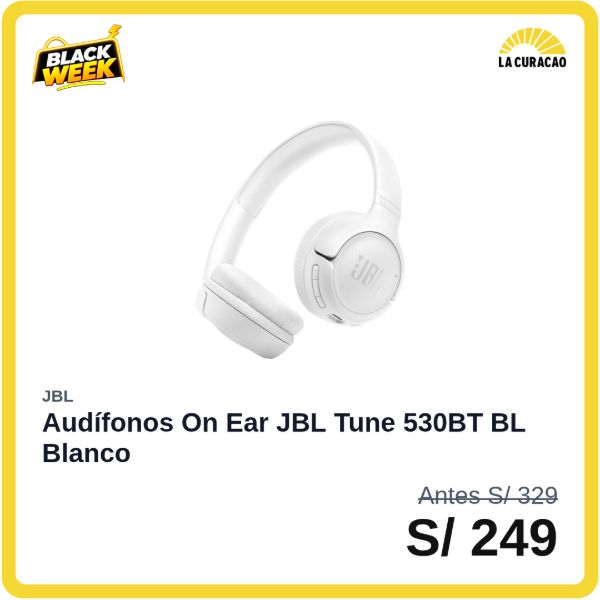 BLACK
WEEK
LA CURACAO
JBL
JBL
Audífonos On Ear JBL Tune 530BT BL
Blanco
Antes S/ 329
S/ 249